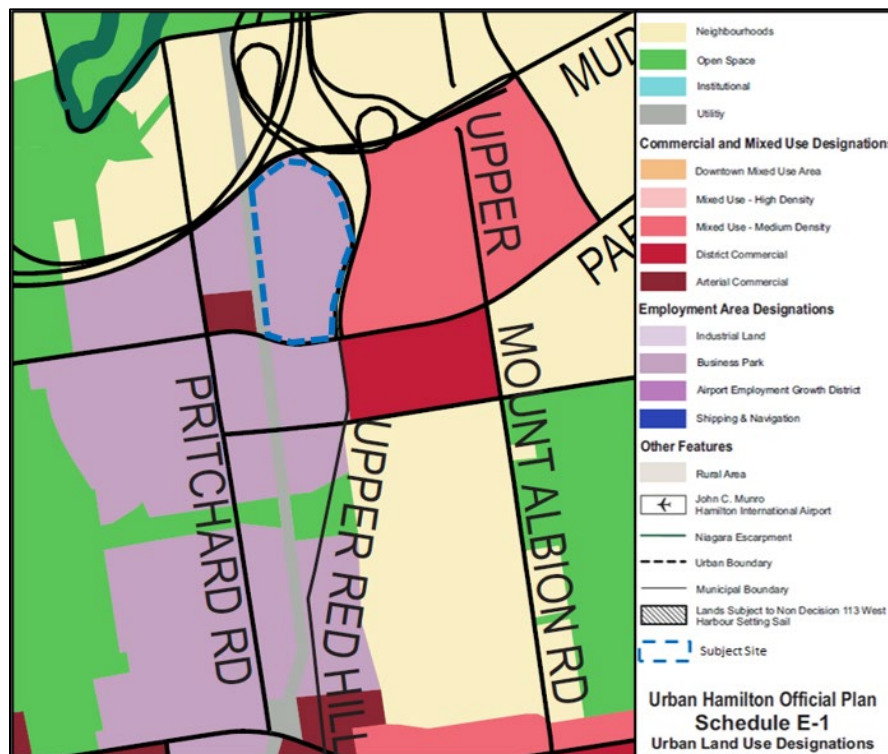 MUD
UPPER
PAR
PRITCHARD RD
UPPER RED HILL
MOUNT ALBION RD
Neighbourhoods
Open Space
Institutional
Utility
Commercial and Mixed Use Designations
Downtown Mixed Use Area
Mixed Use - High Density
Mixed Use - Medium Density
District Commercial
Arterial Commercial
Employment Area Designations
Industrial Land
Business Park
Airport Employment Growth District
Shipping & Navigation
Other Features
Rural Area
John C. Munro
Hamilton International Airport
Niagara Escarpment
Urban Boundary
Municipal Boundary
Lands Subject to Non Decision 113 West
Harbour Setting Sail
Subject Site
Urban Hamilton Official Plan
Schedule E-1
Urban Land Use Designations